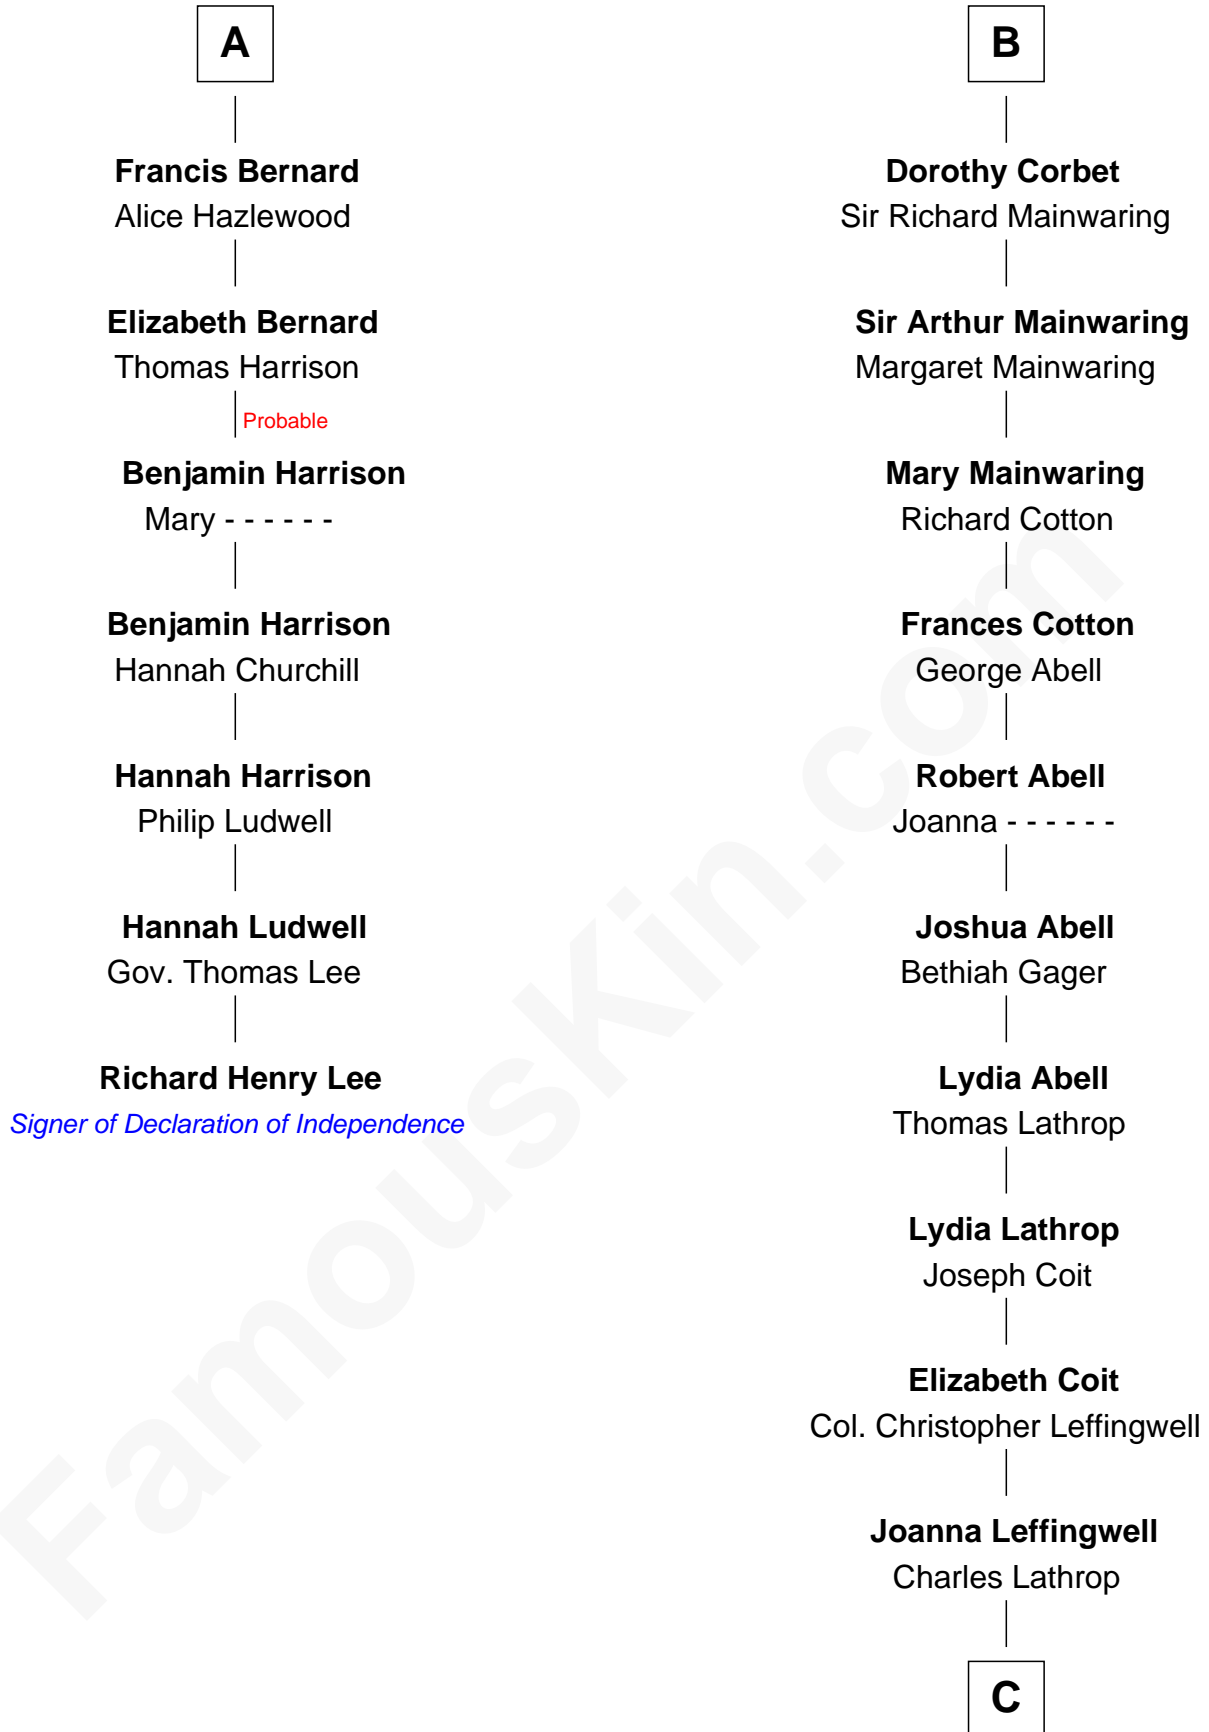 A
Francis Bernard
Alice Hazlewood
Elizabeth Bernard
Thomas Harrison
Probable
Benjamin Harrison
Mary - - - - - -
Benjamin Harrison
Hannah Churchill
Hannah Harrison
Philip Ludwell
Hannah Ludwell
Gov. Thomas Lee
Richard Henry Lee
Signer of Declaration of Independence
B
Dorothy Corbet
Sir Richard Mainwaring
Sir Arthur Mainwaring
Margaret Mainwaring
Mary Mainwaring
Richard Cotton
Frances Cotton
George Abell
Robert Abell
Joanna - - - - - -
Joshua Abell
Bethiah Gager
Lydia Abell
Thomas Lathrop
Lydia Lathrop
Joseph Coit
Elizabeth Coit
Col. Christopher Leffingwell
Joanna Leffingwell
Charles Lathrop
C
FamousKin.com